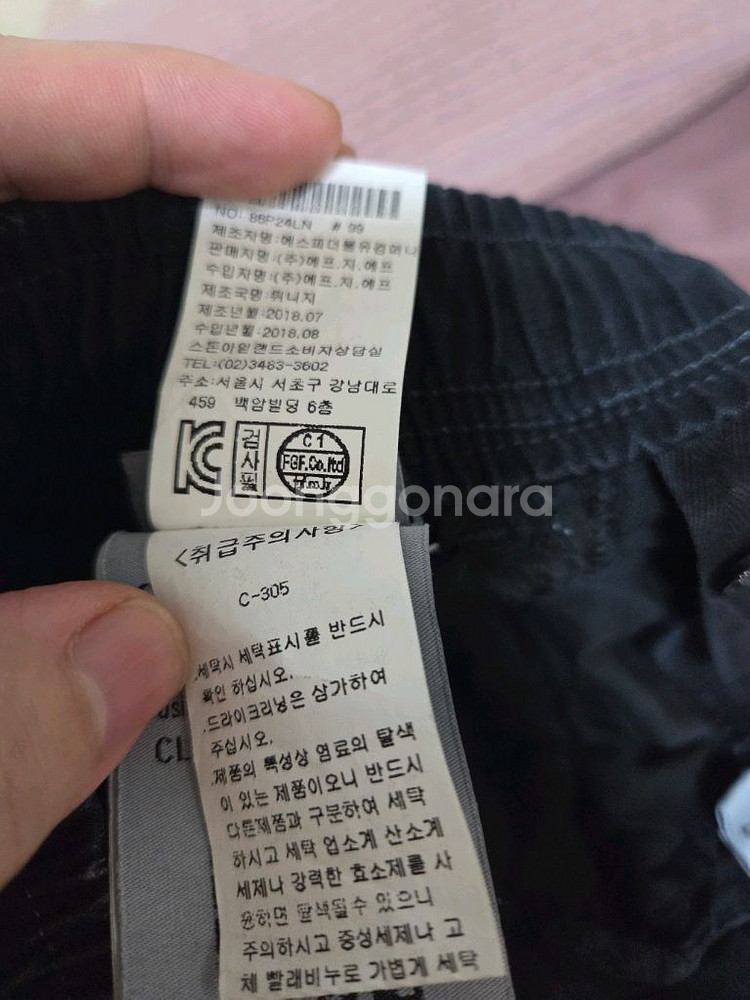 NO: 88P24LN # 99
제조자명:에스피더블유컴퍼니
판매자명:(주)에프.지.에프
수입자명:(주)에프.지.에프
제조국명:튀니지
제조년월:2018.07
수입년월:2018.08
스톤아일랜드소비자상담실
TEL:(02)3483-3602
주소:서울시 서초구 강남대로
459 백암빌딩 6층
검사필
C 1
FGF.Co.ltd
Joonggonara
<취급주의사항>
C-305
.세탁시 세탁표시를 반드시
확인 하십시오.
.드라이크리닝은 삼가하여
주십시오.
.제품의 특성상 염료의 탈색
이 있는 제품이오니 반드시
다른제품과 구분하여 세탁
하시고 세탁 업소계 산소계
세제나 강력한 효소제를 사
용하면 탈색될수 있으니
주의하시고 중성세제나 고
체 빨래비누로 가볍게 세탁
CL